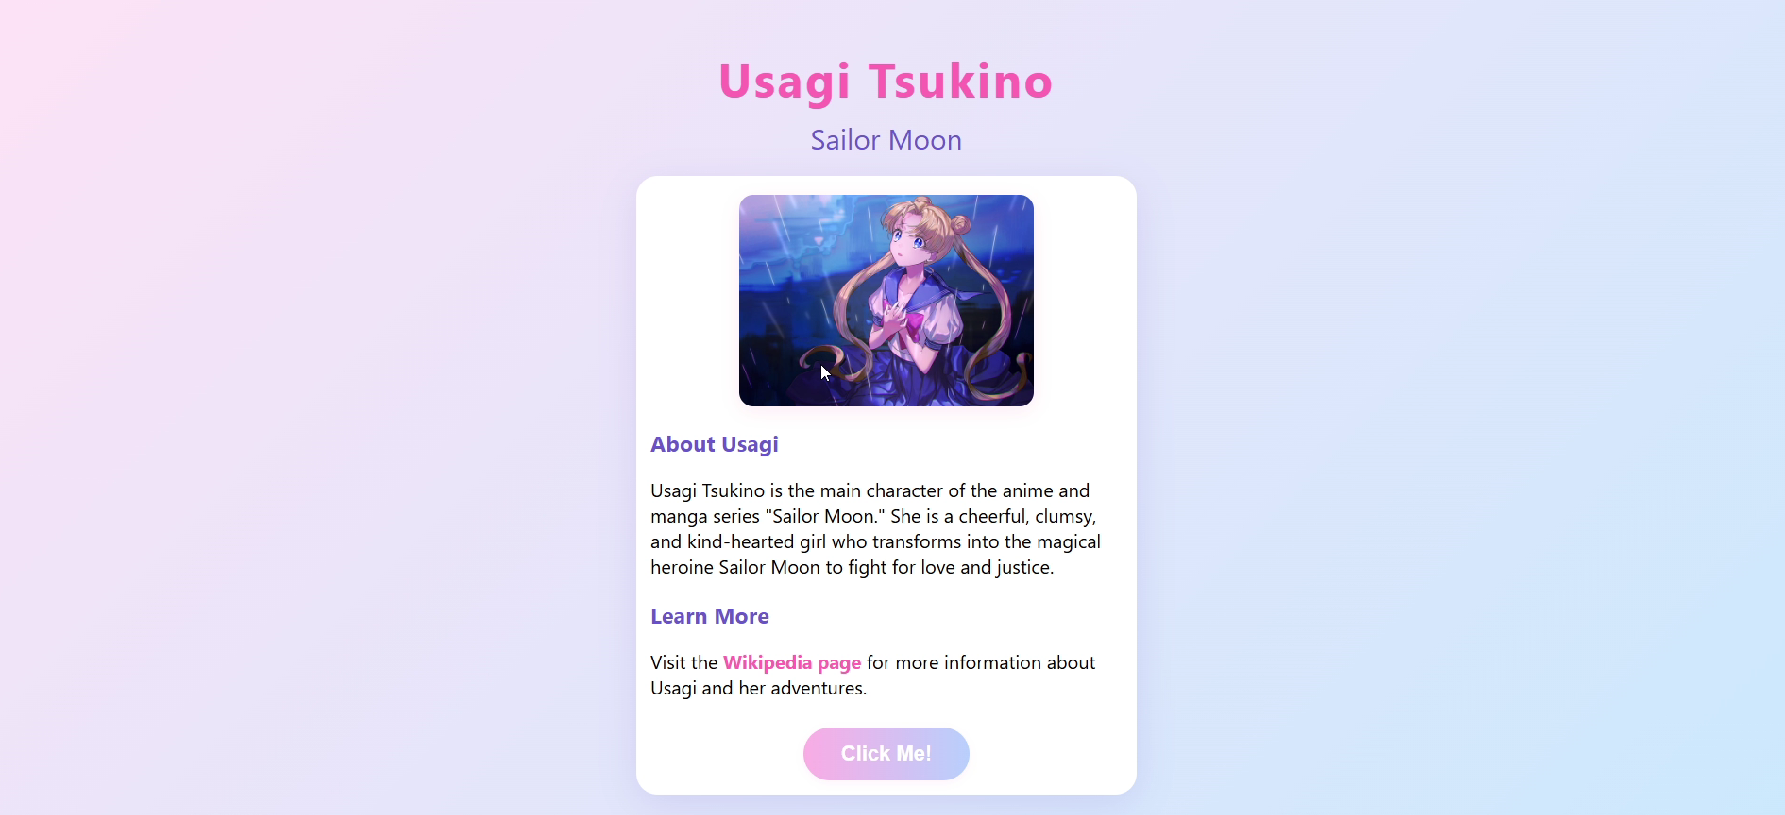 Usagi Tsukino
Sailor Moon
About Usagi
Usagi Tsukino is the main character of the anime and
manga series "Sailor Moon." She is a cheerful, clumsy,
and kind-hearted girl who transforms into the magical
heroine Sailor Moon to fight for love and justice.
Learn More
Visit the Wikipedia page for more information about
Usagi and her adventures.
Click Me!